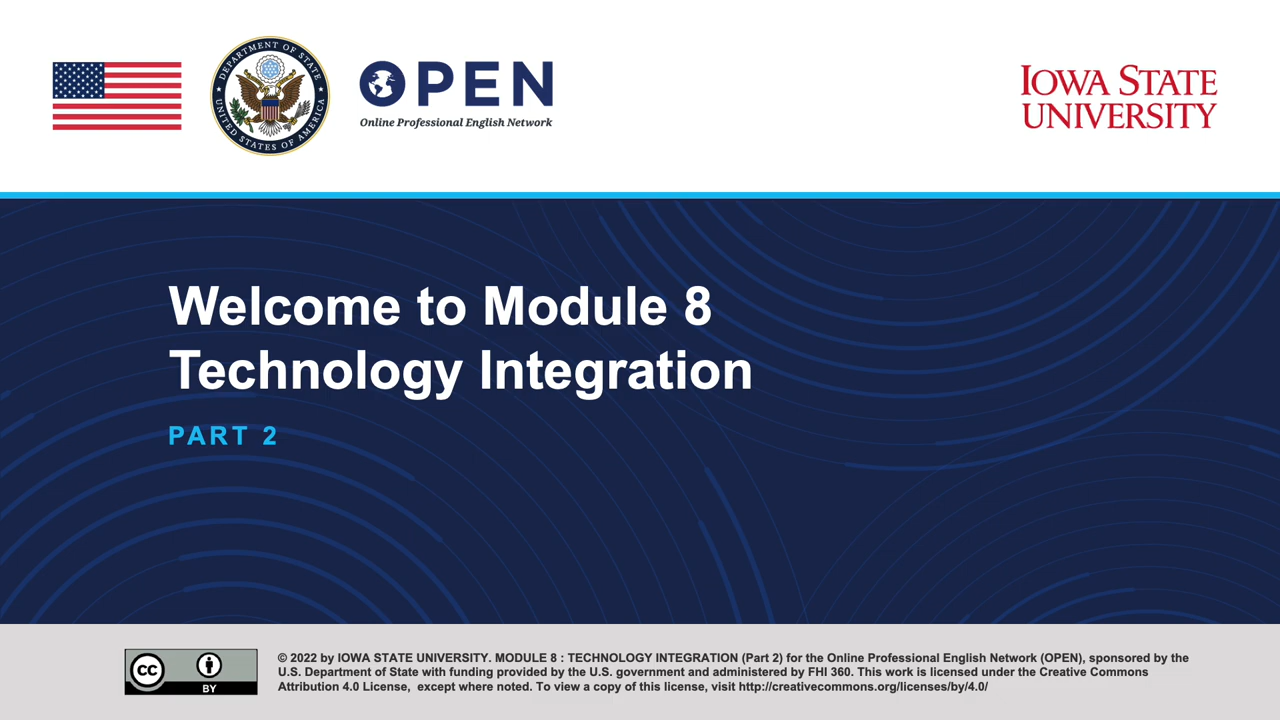 DEPARTMENT OF STATE
UNITED STATES OF AMERICA
OPEN
Online Professional English Network
IOWA STATE
UNIVERSITY
Welcome to Module 8
Technology Integration
PART 2
CC
BY
© 2022 by IOWA STATE UNIVERSITY. MODULE 8 : TECHNOLOGY INTEGRATION (Part 2) for the Online Professional English Network (OPEN), sponsored by the
U.S. Department of State with funding provided by the U.S. government and administered by FHI 360. This work is licensed under the Creative Commons
Attribution 4.0 License, except where noted. To view a copy of this license, visit http://creativecommons.org/licenses/by/4.0/